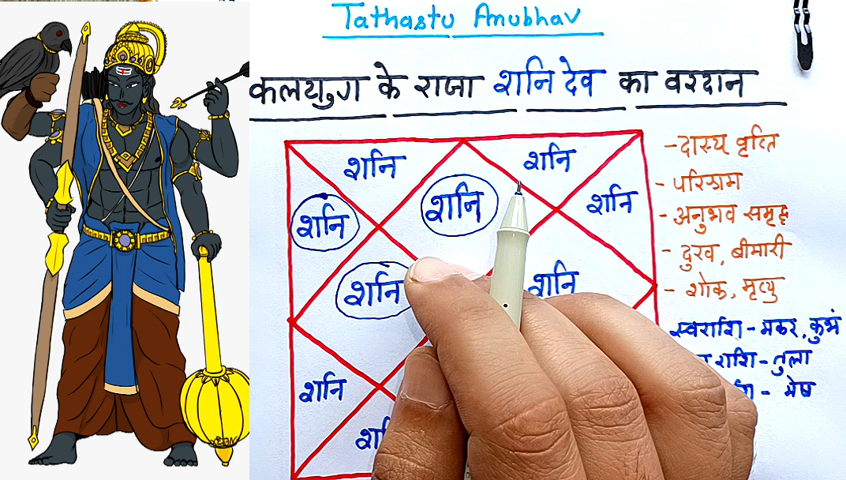 Tathastu Anubhav
कलयुग के राजा शनि देव का वरदान
शनि शनि
शनि शनि शनि
शनि शनि
शनि
- दास्य वृत्ति
- परिश्रम
- अनुभव समृह
- दुख, बीमारी
- शोक, मृत्यु
स्वराशि - मकर, कुभं
राशि - तुला
- मेष